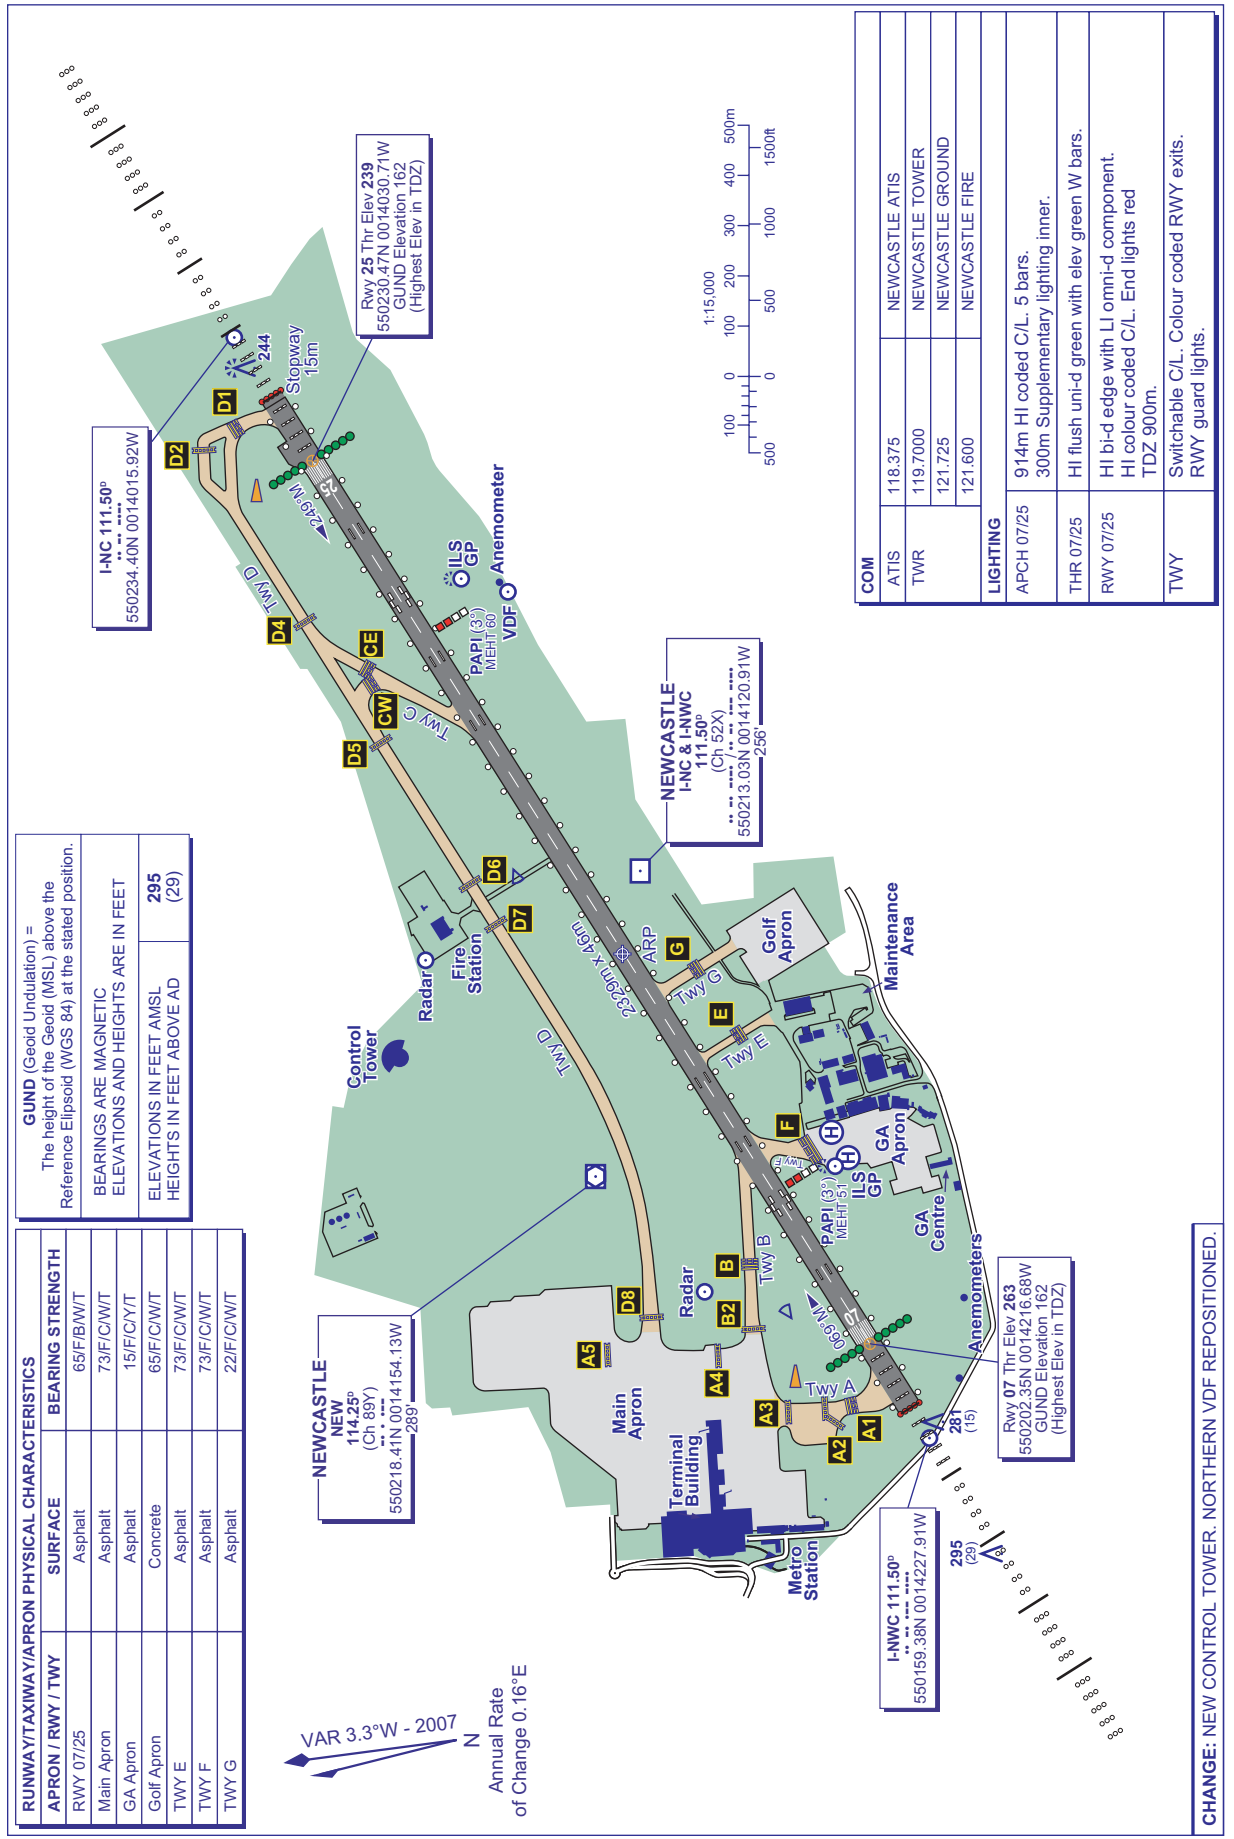 RUNWAY/TAXIWAY/APRON PHYSICAL CHARACTERISTICS
APRON / RWY / TWY SURFACE BEARING STRENGTH
RWY 07/25 Asphalt 65/F/B/W/T
Main Apron Asphalt 73/F/C/W/T
GA Apron Asphalt 15/F/C/Y/T
Golf Apron Concrete 65/F/C/W/T
TWY E Asphalt 73/F/C/W/T
TWY F Asphalt 73/F/C/W/T
TWY G Asphalt 22/F/C/W/T
GUND (Geoid Undulation) =
The height of the Geoid (MSL) above the
Reference Elipsoid (WGS 84) at the stated position.
BEARINGS ARE MAGNETIC
ELEVATIONS AND HEIGHTS ARE IN FEET
ELEVATIONS IN FEET AMSL 295
HEIGHTS IN FEET ABOVE AD (29)
I-NC 111.50ᴰ
550234.40N 0014015.92W
Rwy 25 Thr Elev 239
550230.47N 0014030.71W
GUND Elevation 162
(Highest Elev in TDZ)
244
Stopway
15m
D1
D2
25
249°M
Twy D
D4
CE
CW
Twy C
D5
ILS
GP
Anemometer
VDF
PAPI (3°)
MEHT 60
D6
D7
Fire
Station
Radar
Control
Tower
Twy D
2329m x 46m
ARP
NEWCASTLE
I-NC & I-NWC
111.50ᴰ
(Ch 52X)
550213.03N 0014120.91W
256'
G
Twy G
Golf
Apron
E
Twy E
Maintenance
Area
F
Twy F
H
H
GA
Apron
ILS
GP
PAPI (3°)
MEHT 51
GA
Centre
Anemometers
NEWCASTLE
NEW
114.25ᴰ
(Ch 89Y)
550218.41N 0014154.13W
289'
D8
Radar
B
Twy B
B2
A5
A4
Main
Apron
Terminal
Building
Metro
Station
A3
Twy A
A2
A1
069°M
07
Rwy 07 Thr Elev 263
550202.35N 0014216.68W
GUND Elevation 162
(Highest Elev in TDZ)
281
(15)
295
(29)
I-NWC 111.50ᴰ
550159.38N 0014227.91W
VAR 3.3°W - 2007
N
Annual Rate
of Change 0.16°E
1:15,000
100 0 100 200 300 400 500m
500 0 500 1000 1500ft
COM
ATIS 118.375 NEWCASTLE ATIS
TWR 119.7000 NEWCASTLE TOWER
121.725 NEWCASTLE GROUND
121.600 NEWCASTLE FIRE
LIGHTING
APCH 07/25 914m HI coded C/L. 5 bars.
300m Supplementary lighting inner.
THR 07/25 HI flush uni-d green with elev green W bars.
RWY 07/25 HI bi-d edge with LI omni-d component.
HI colour coded C/L. End lights red
TDZ 900m.
TWY Switchable C/L. Colour coded RWY exits.
RWY guard lights.
CHANGE: NEW CONTROL TOWER. NORTHERN VDF REPOSITIONED.